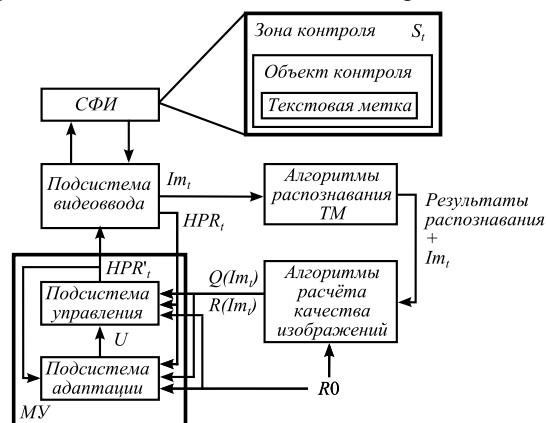 Зона контроля S_t
Объект контроля
Текстовая метка
СФИ
Подсистема
видеоввода
Im_t
HPR_t
Алгоритмы
распознавания
ТМ
Результаты
распознавания
+
Im_t
HPR'_t
Подсистема
управления
U
Подсистема
адаптации
МУ
Q(Im_t)
R(Im_t)
Алгоритмы
расчёта
качества
изображений
R0